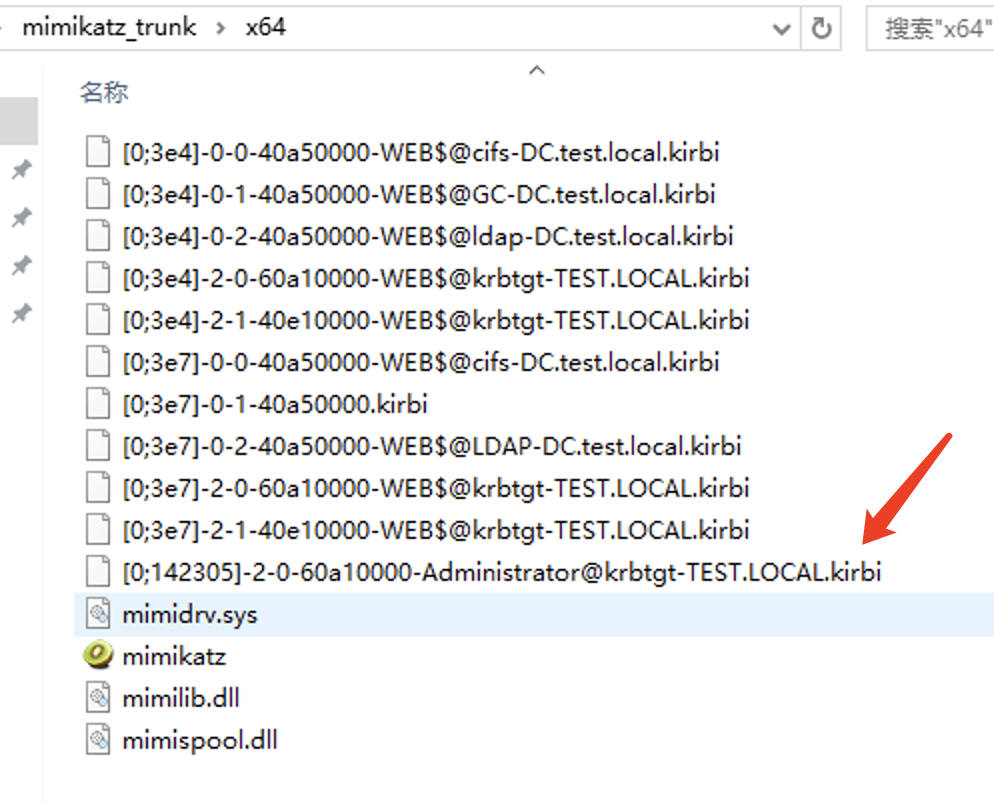 mimikatz_trunk > x64
搜索"x64"
名称
[0;3e4]-0-0-40a50000-WEB$@cifs-DC.test.local.kirbi
[0;3e4]-0-1-40a50000-WEB$@GC-DC.test.local.kirbi
[0;3e4]-0-2-40a50000-WEB$@ldap-DC.test.local.kirbi
[0;3e4]-2-0-60a10000-WEB$@krbtgt-TEST.LOCAL.kirbi
[0;3e4]-2-1-40e10000-WEB$@krbtgt-TEST.LOCAL.kirbi
[0;3e7]-0-0-40a50000-WEB$@cifs-DC.test.local.kirbi
[0;3e7]-0-1-40a50000.kirbi
[0;3e7]-0-2-40a50000-WEB$@LDAP-DC.test.local.kirbi
[0;3e7]-2-0-60a10000-WEB$@krbtgt-TEST.LOCAL.kirbi
[0;3e7]-2-1-40e10000-WEB$@krbtgt-TEST.LOCAL.kirbi
[0;142305]-2-0-60a10000-Administrator@krbtgt-TEST.LOCAL.kirbi
mimidrv.sys
mimikatz
mimilib.dll
mimispool.dll